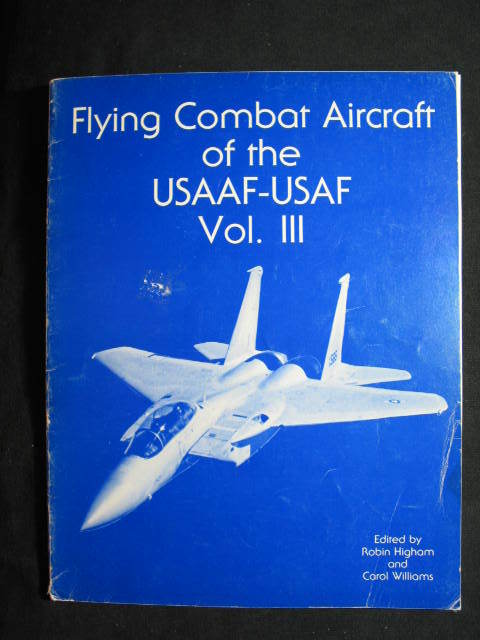 Flying Combat Aircraft
of the
USAAF-USAF
Vol. III
Edited by
Robin Higham
and
Carol Williams